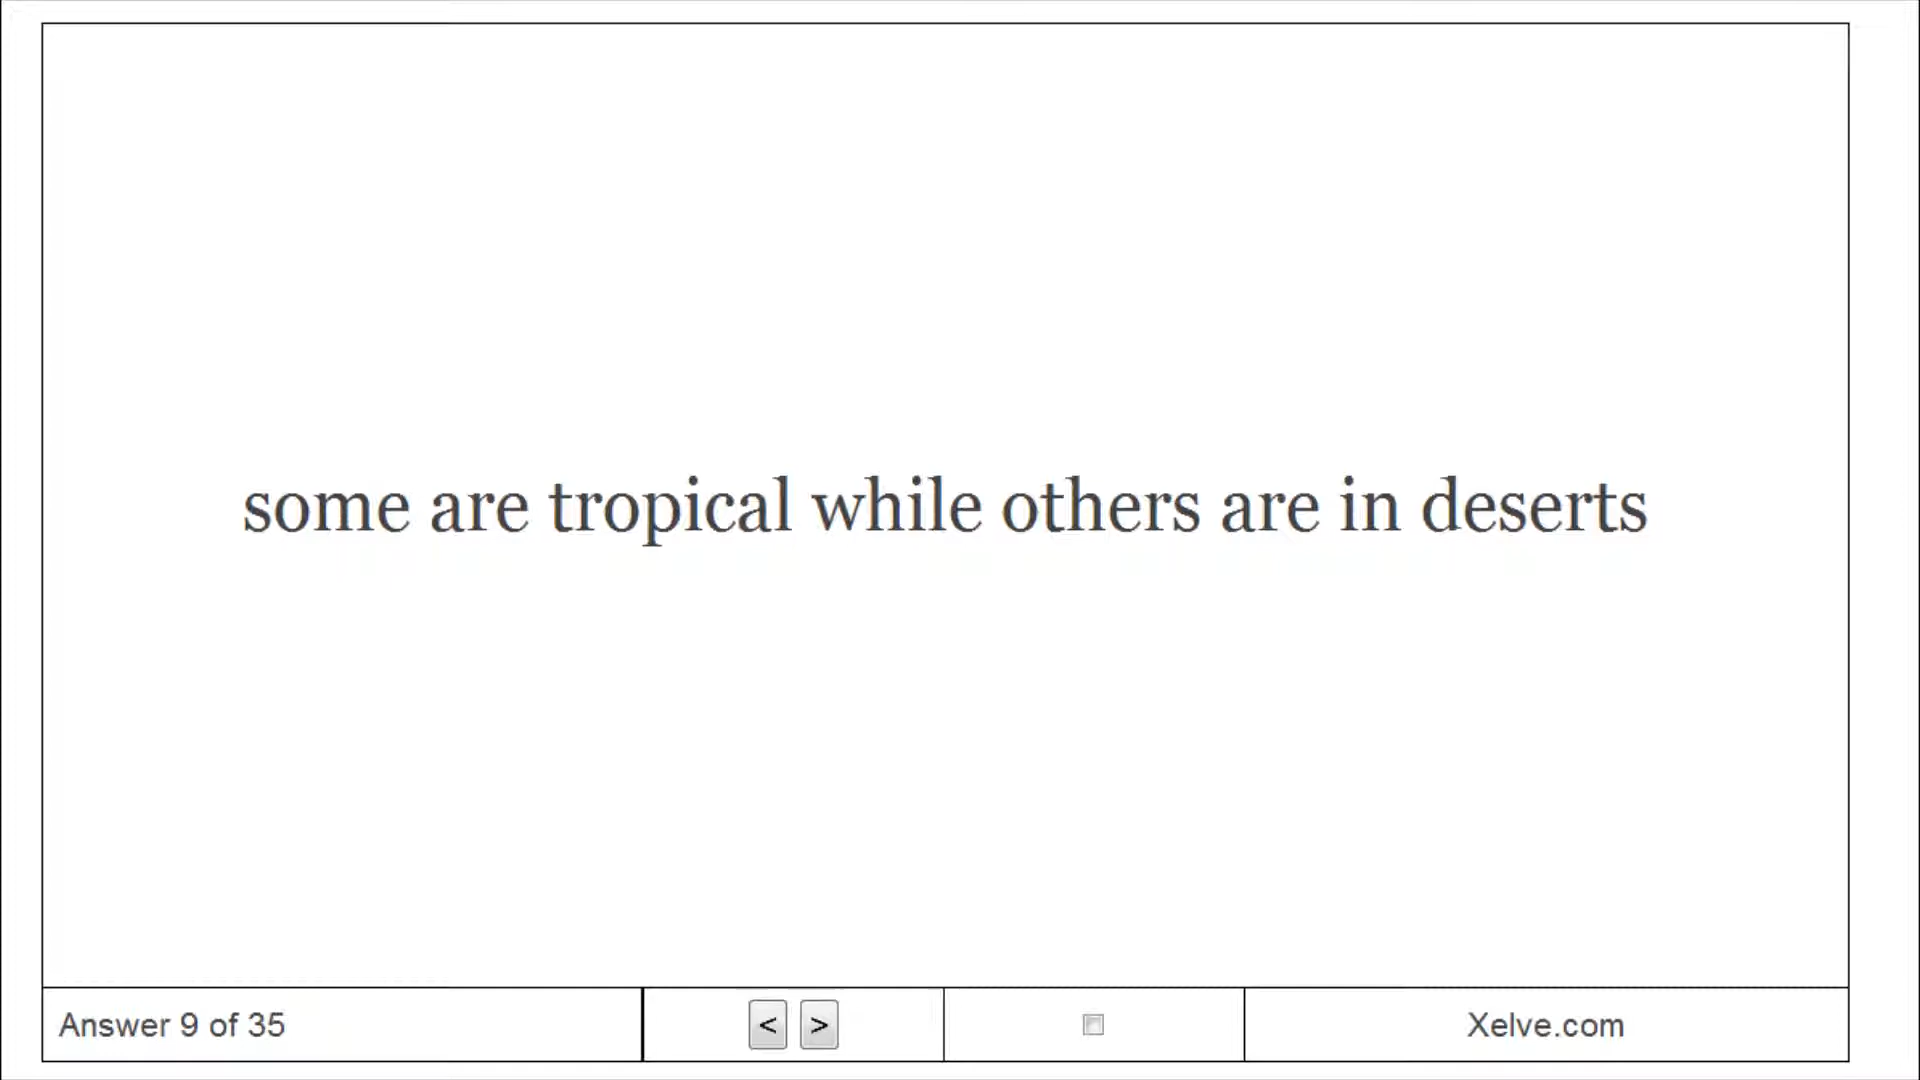 some are tropical while others are in deserts
Answer 9 of 35
< >
Xelve.com